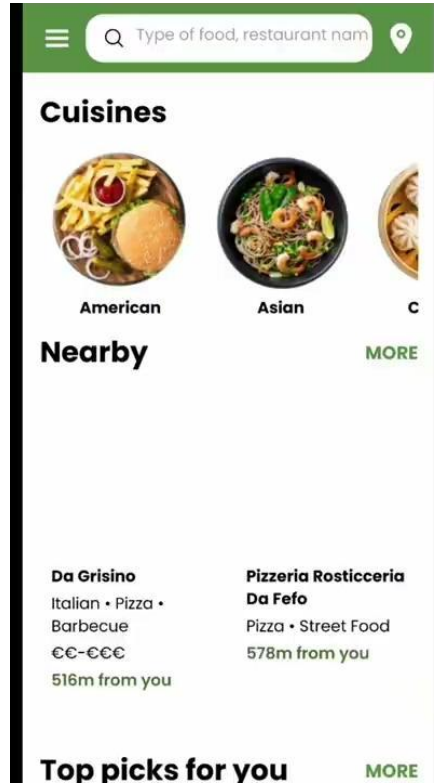 Type of food, restaurant nam
Cuisines
American
Asian
C
Nearby
MORE
Da Grisino
Italian • Pizza •
Barbecue
€€-€€€
516m from you
Pizzeria Rosticceria
Da Fefo
Pizza • Street Food
578m from you
Top picks for you
MORE